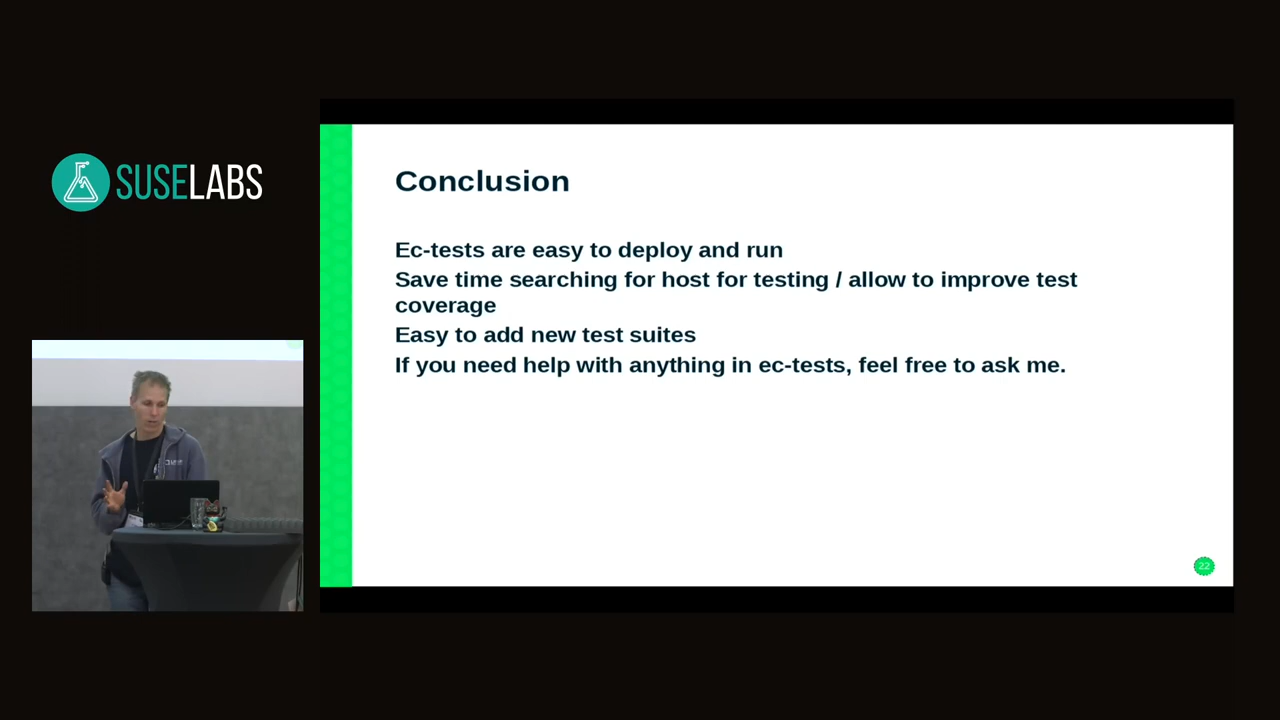 SUSELABS
Conclusion
Ec-tests are easy to deploy and run
Save time searching for host for testing / allow to improve test
coverage
Easy to add new test suites
If you need help with anything in ec-tests, feel free to ask me.
22